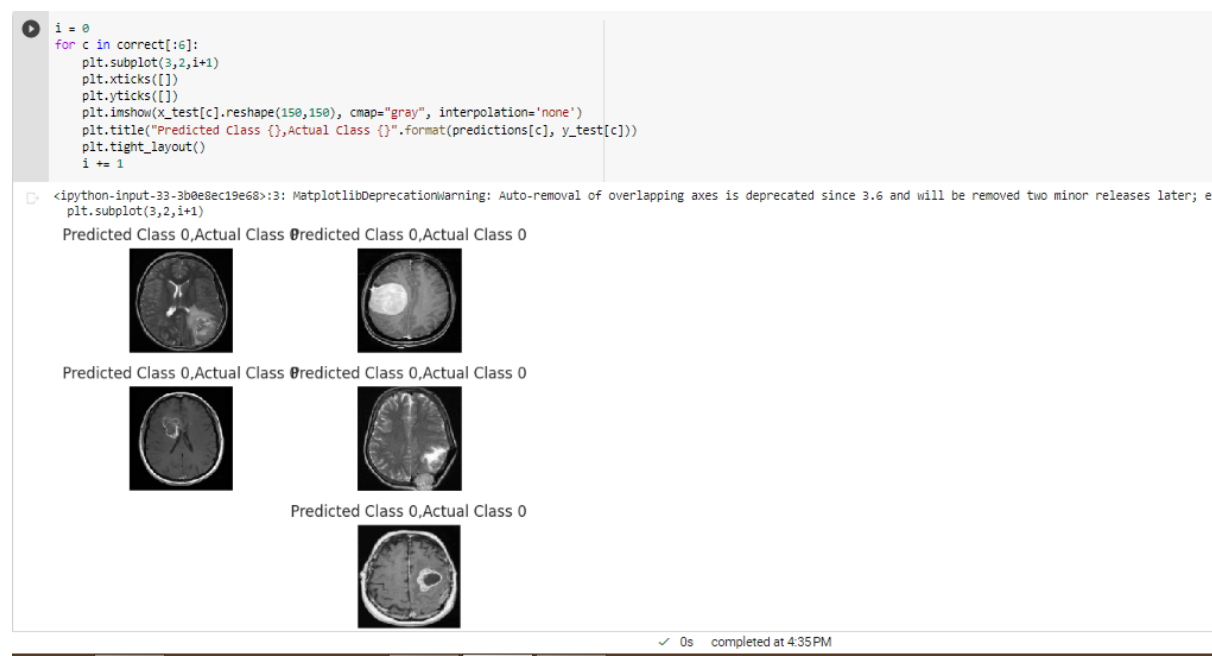 i = 0
for c in correct[:6]:
    plt.subplot(3,2,i+1)
    plt.xticks([])
    plt.yticks([])
    plt.imshow(x_test[c].reshape(150,150), cmap="gray", interpolation='none')
    plt.title("Predicted Class {},Actual Class {}".format(predictions[c], y_test[c]))
    plt.tight_layout()
    i += 1
<ipython-input-33-3b0e8ec19e68>:3: MatplotlibDeprecationWarning: Auto-removal of overlapping axes is deprecated since 3.6 and will be removed two minor releases later; e
  plt.subplot(3,2,i+1)
Predicted Class 0,Actual Class 0 Predicted Class 0,Actual Class 0
Predicted Class 0,Actual Class 0 Predicted Class 0,Actual Class 0
Predicted Class 0,Actual Class 0
0s completed at 4:35 PM